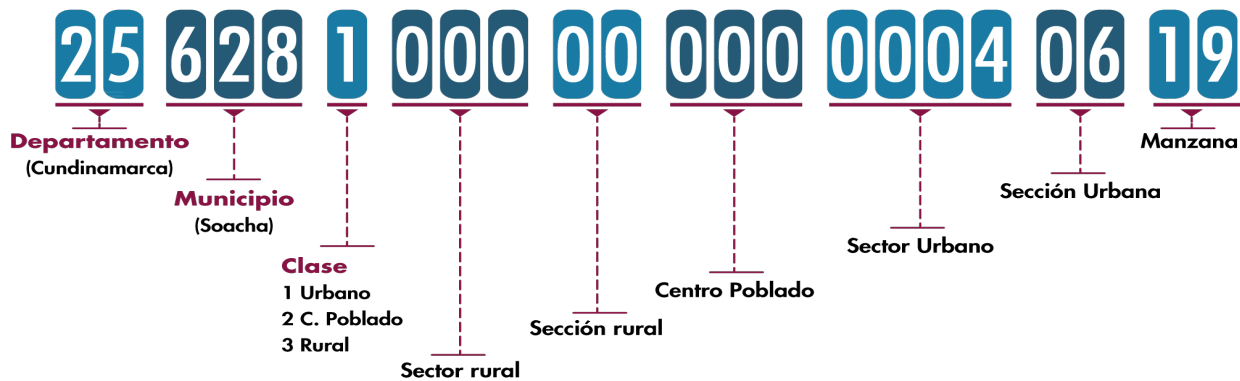 25 628 1 000 00 000 0004 06 19
Departamento
(Cundinamarca)
Municipio
(Soacha)
Clase
1 Urbano
2 C. Poblado
3 Rural
Sector rural
Sección rural
Centro Poblado
Sector Urbano
Sección Urbana
Manzana